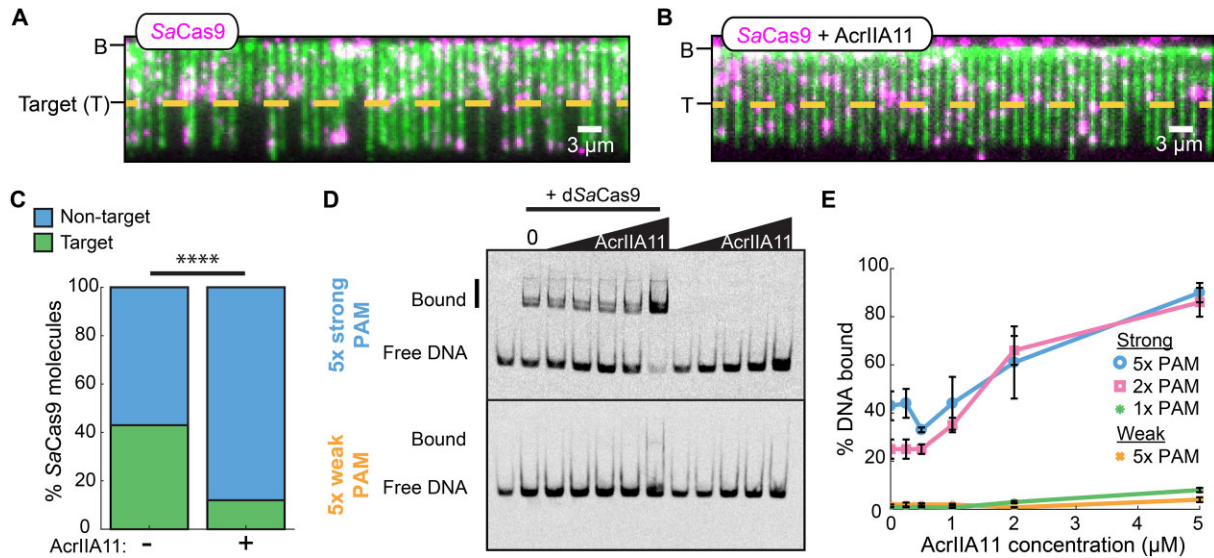 A
SaCas9
B
Target (T)
3 µm
B
SaCas9 + AcrIIA11
B
T
3 µm
C
Non-target
Target
****
% SaCas9 molecules
100
80
60
40
20
0
AcrIIA11: - +
D
+ dSaCas9
0 AcrIIA11 AcrIIA11
5x strong
PAM
Bound
Free DNA
5x weak
PAM
Bound
Free DNA
E
% DNA bound
100
80
60
40
20
0
Strong
5x PAM
2x PAM
1x PAM
Weak
5x PAM
0 1 2 3 4 5
AcrIIA11 concentration (µM)